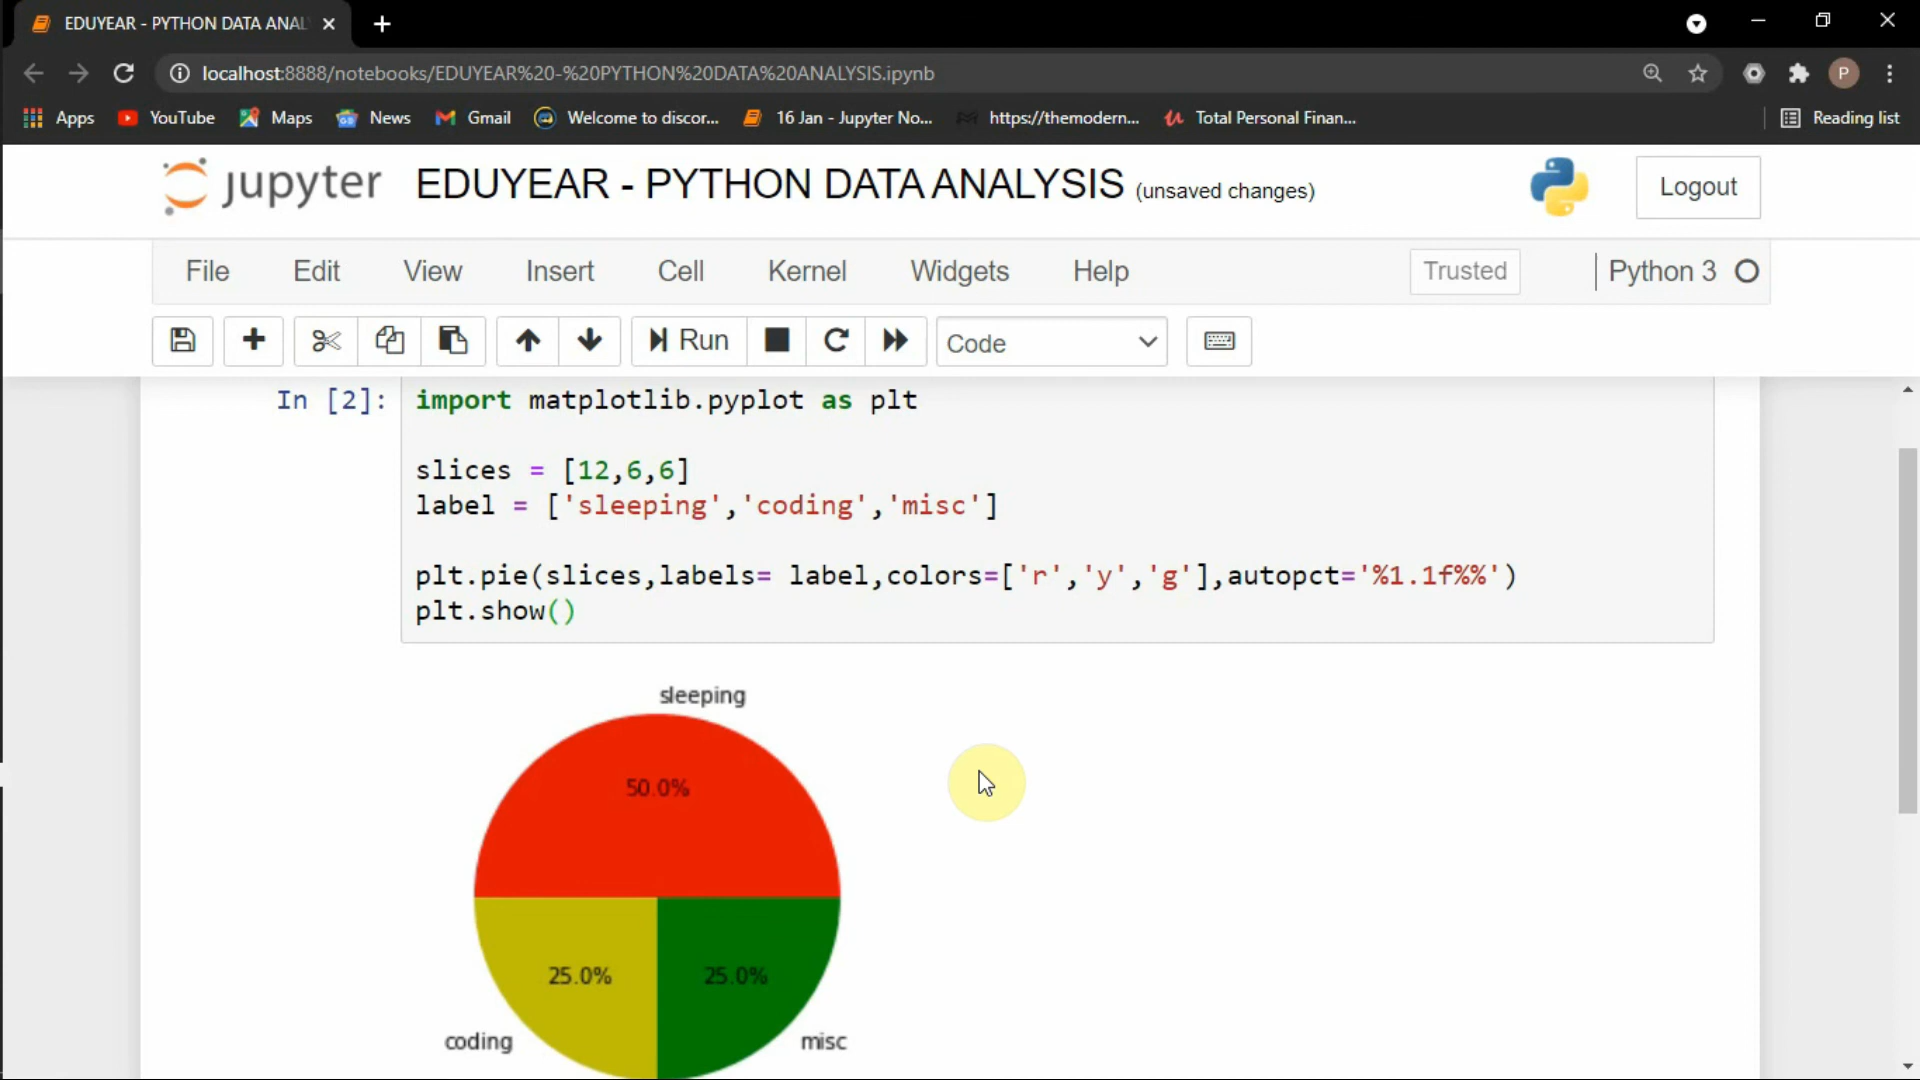 EDUYEAR - PYTHON DATA ANAL
localhost:8888/notebooks/EDUYEAR%20-%20PYTHON%20DATA%20ANALYSIS.ipynb
P
Apps YouTube Maps News Gmail Welcome to discor... 16 Jan - Jupyter No... https://themodern... Total Personal Finan... Reading list
jupyter EDUYEAR - PYTHON DATA ANALYSIS (unsaved changes) Logout
File Edit View Insert Cell Kernel Widgets Help Trusted Python 3
Run Code
In [2]: import matplotlib.pyplot as plt
slices = [12,6,6]
label = ['sleeping','coding','misc']
plt.pie(slices,labels= label,colors=['r','y','g'],autopct='%1.1f%%')
plt.show()
sleeping
50.0%
25.0% 25.0%
coding misc